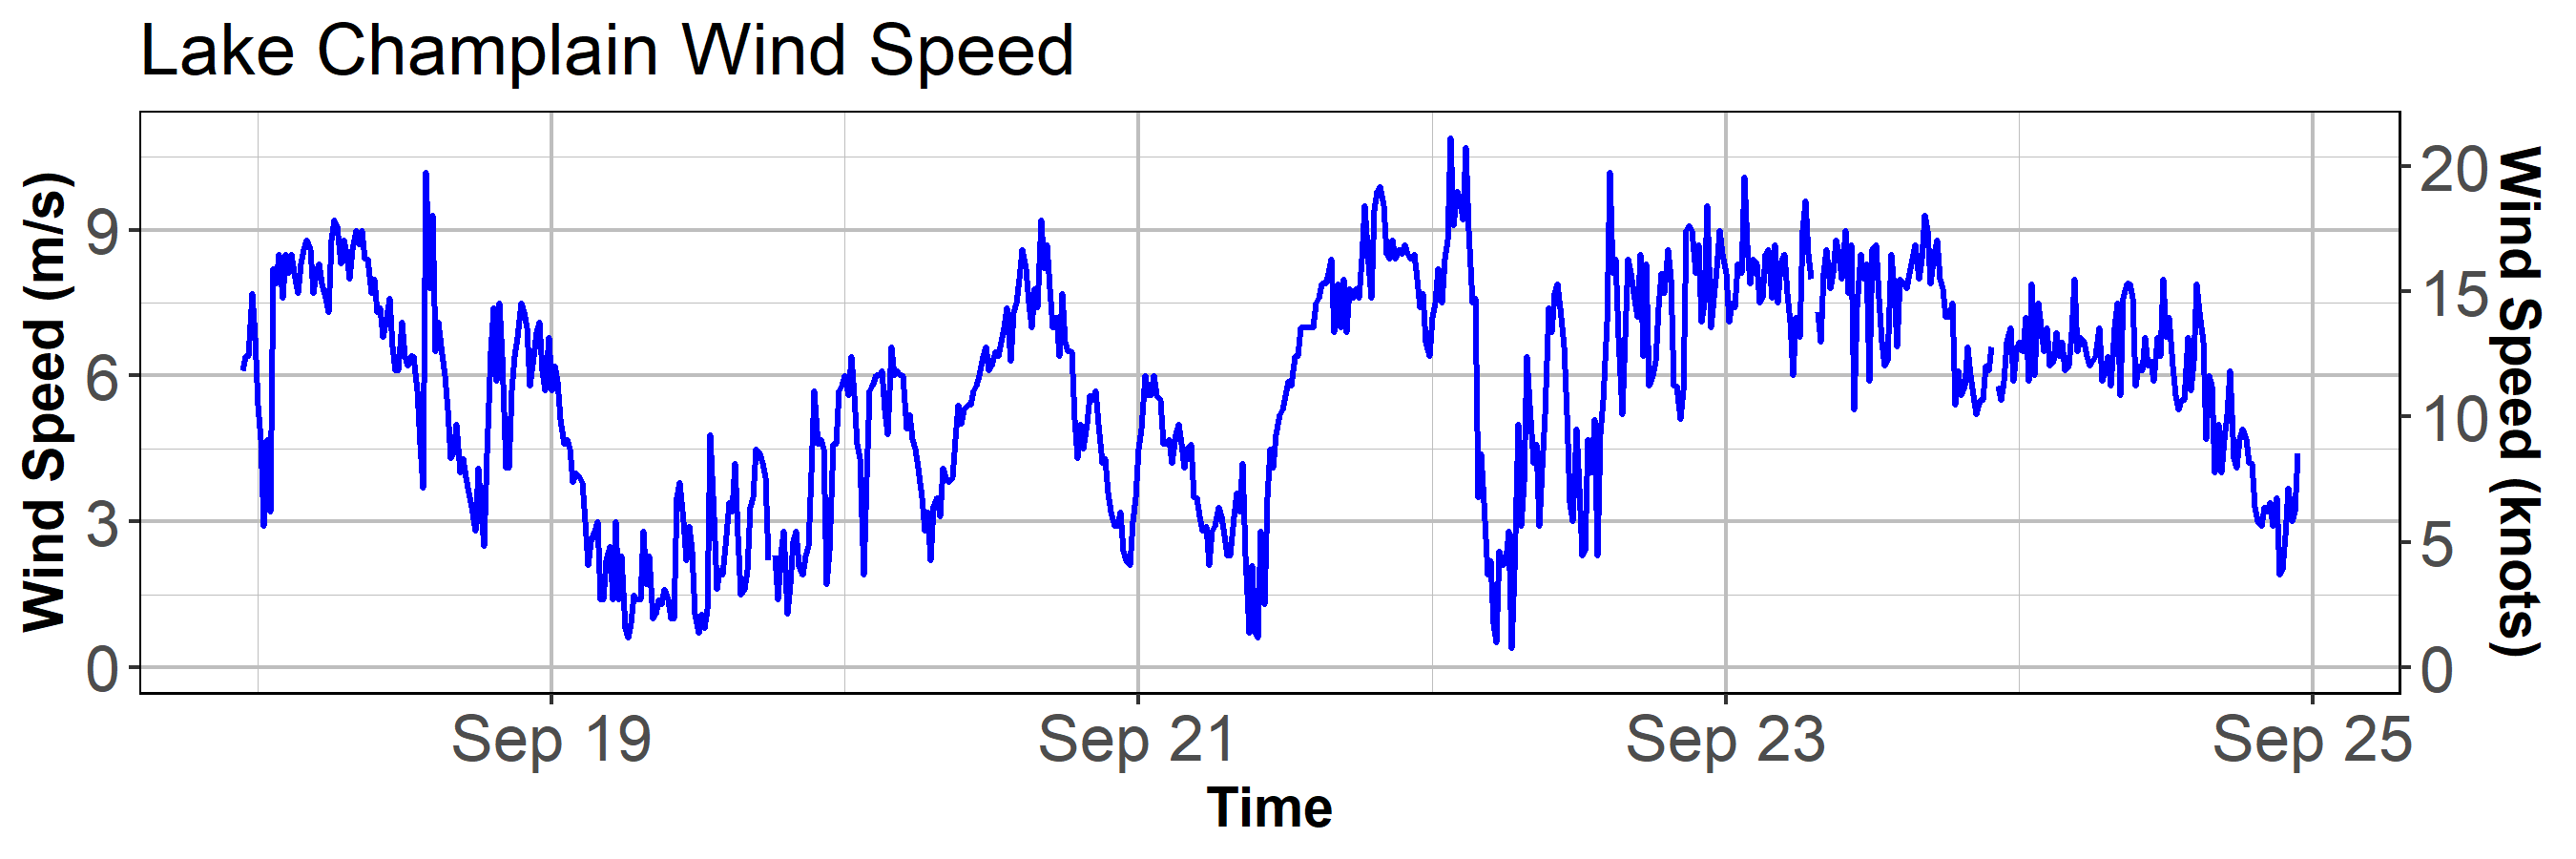 Lake Champlain Wind Speed
Wind Speed (m/s)
9
6
3
0
20
15
10
5
0
Wind Speed (knots)
Sep 19
Sep 21
Sep 23
Sep 25
Time